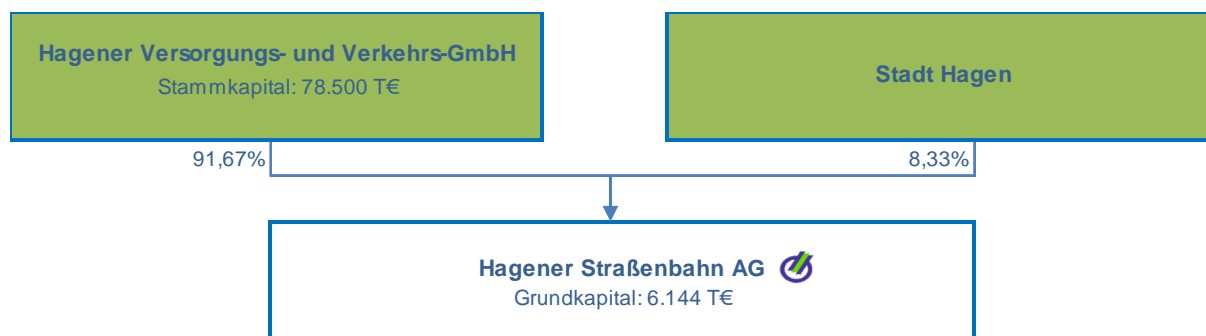 Hagener Versorgungs- und Verkehrs-GmbH
Stammkapital: 78.500 T€
Stadt Hagen
91,67%
8,33%
Hagener Straßenbahn AG
Grundkapital: 6.144 T€